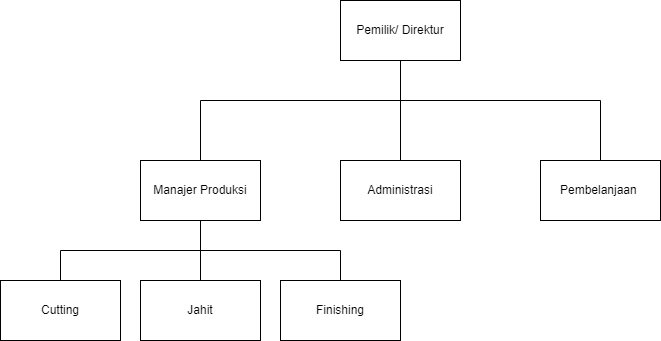 Pemilik/ Direktur
Manajer Produksi
Administrasi
Pembelanjaan
Cutting
Jahit
Finishing